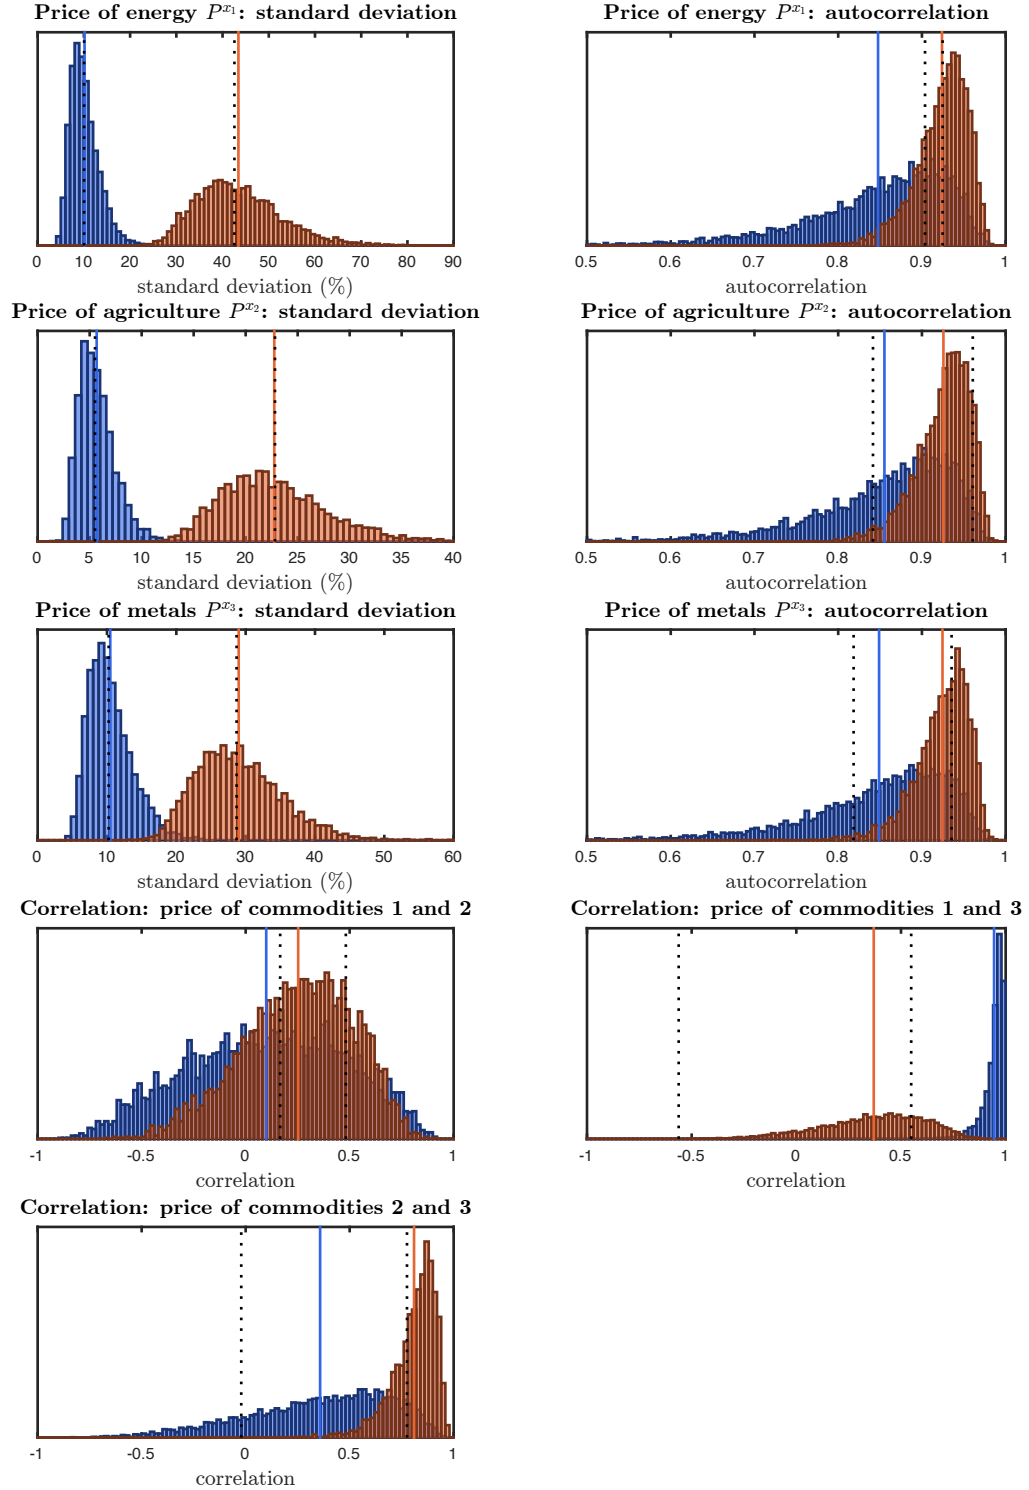 Price of energy P^{x_1}: standard deviation
0 10 20 30 40 50 60 70 80 90
standard deviation (%)
Price of energy P^{x_1}: autocorrelation
0.5 0.6 0.7 0.8 0.9 1
autocorrelation
Price of agriculture P^{x_2}: standard deviation
0 5 10 15 20 25 30 35 40
standard deviation (%)
Price of agriculture P^{x_2}: autocorrelation
0.5 0.6 0.7 0.8 0.9 1
autocorrelation
Price of metals P^{x_3}: standard deviation
0 10 20 30 40 50 60
standard deviation (%)
Price of metals P^{x_3}: autocorrelation
0.5 0.6 0.7 0.8 0.9 1
autocorrelation
Correlation: price of commodities 1 and 2
-1 -0.5 0 0.5 1
correlation
Correlation: price of commodities 1 and 3
-1 -0.5 0 0.5 1
correlation
Correlation: price of commodities 2 and 3
-1 -0.5 0 0.5 1
correlation